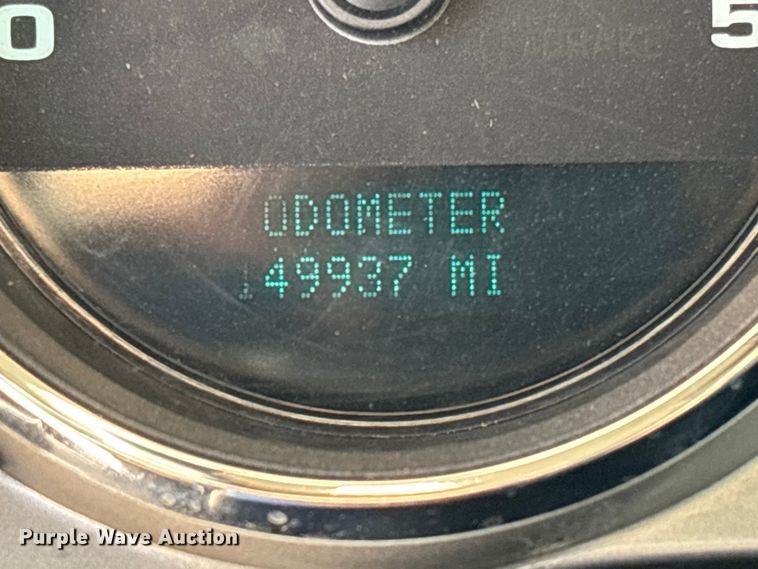 0
5
ODOMETER
149937 MI
Purple Wave Auction